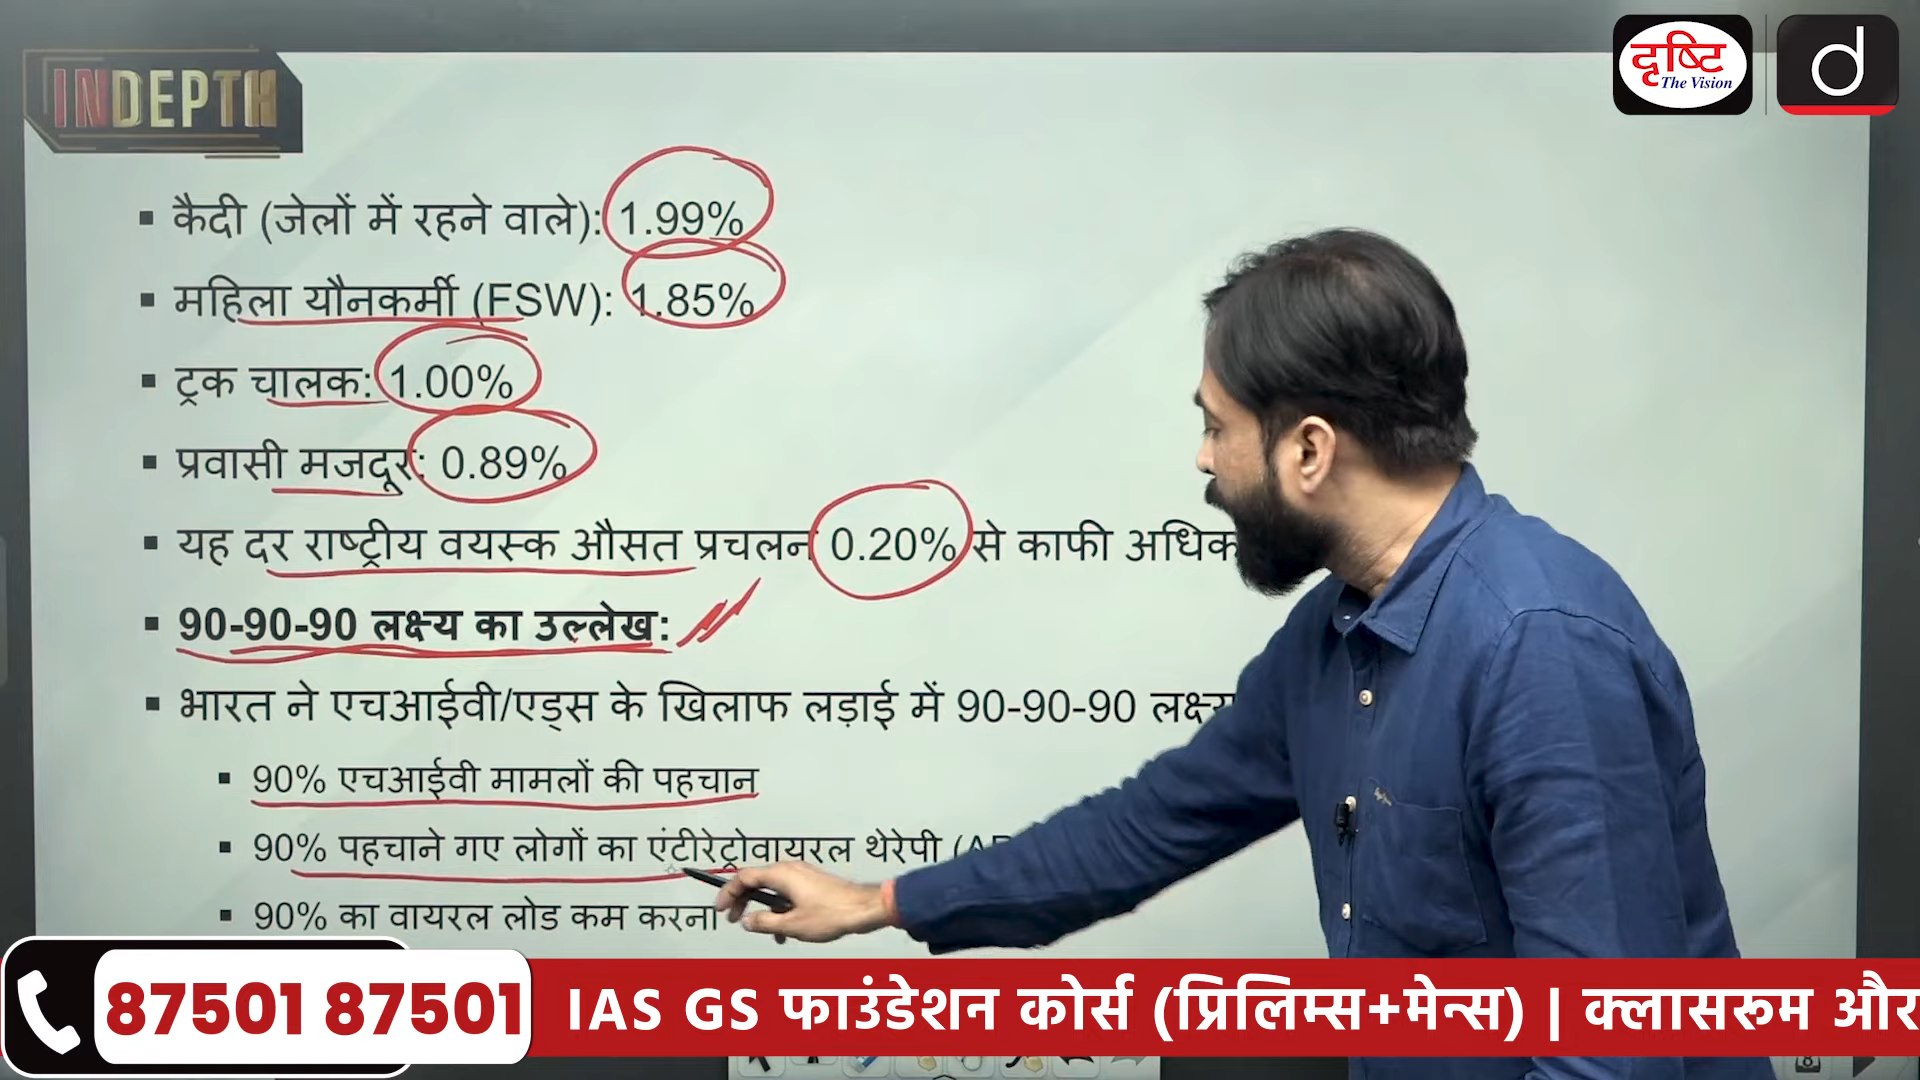 INDEPTH
दृष्टि
The Vision
d
▪ कैदी (जेलों में रहने वाले): 1.99%
▪ महिला यौनकर्मी (FSW): 1.85%
▪ ट्रक चालक: 1.00%
▪ प्रवासी मजदूर: 0.89%
▪ यह दर राष्ट्रीय वयस्क औसत प्रचलन 0.20% से काफी अधिक
▪ 90-90-90 लक्ष्य का उल्लेख:
▪ भारत ने एचआईवी/एड्स के खिलाफ लड़ाई में 90-90-90 लक्ष्य
▪ 90% एचआईवी मामलों की पहचान
▪ 90% पहचाने गए लोगों का एंटीरेट्रोवायरल थेरेपी
▪ 90% का वायरल लोड कम करना
87501 87501 IAS GS फाउंडेशन कोर्स (प्रिलिम्स+मेन्स) | क्लासरूम और